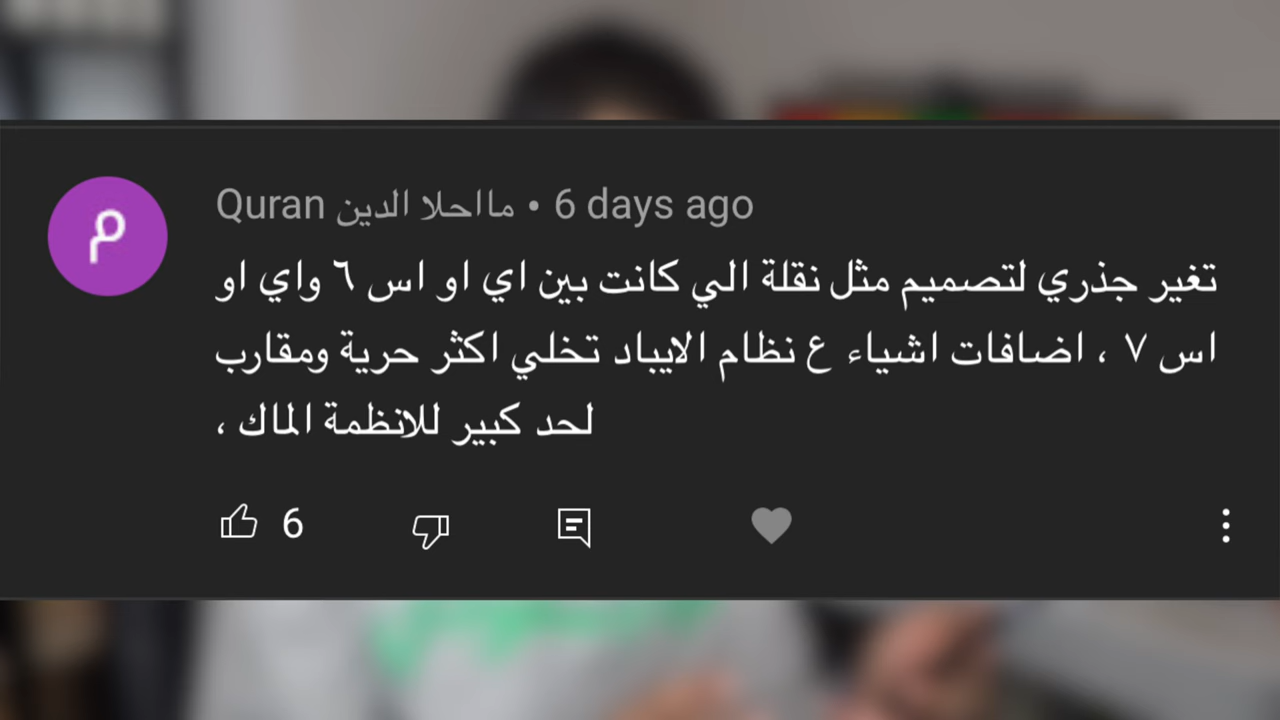 م
Quran مااحلا الدين • 6 days ago
تغير جذري لتصميم مثل نقلة الي كانت بين اي او اس ٦ واي او
اس ٧ ، اضافات اشياء ع نظام الايباد تخلي اكثر حرية ومقارب
لحد كبير للانظمة الماك ،
6